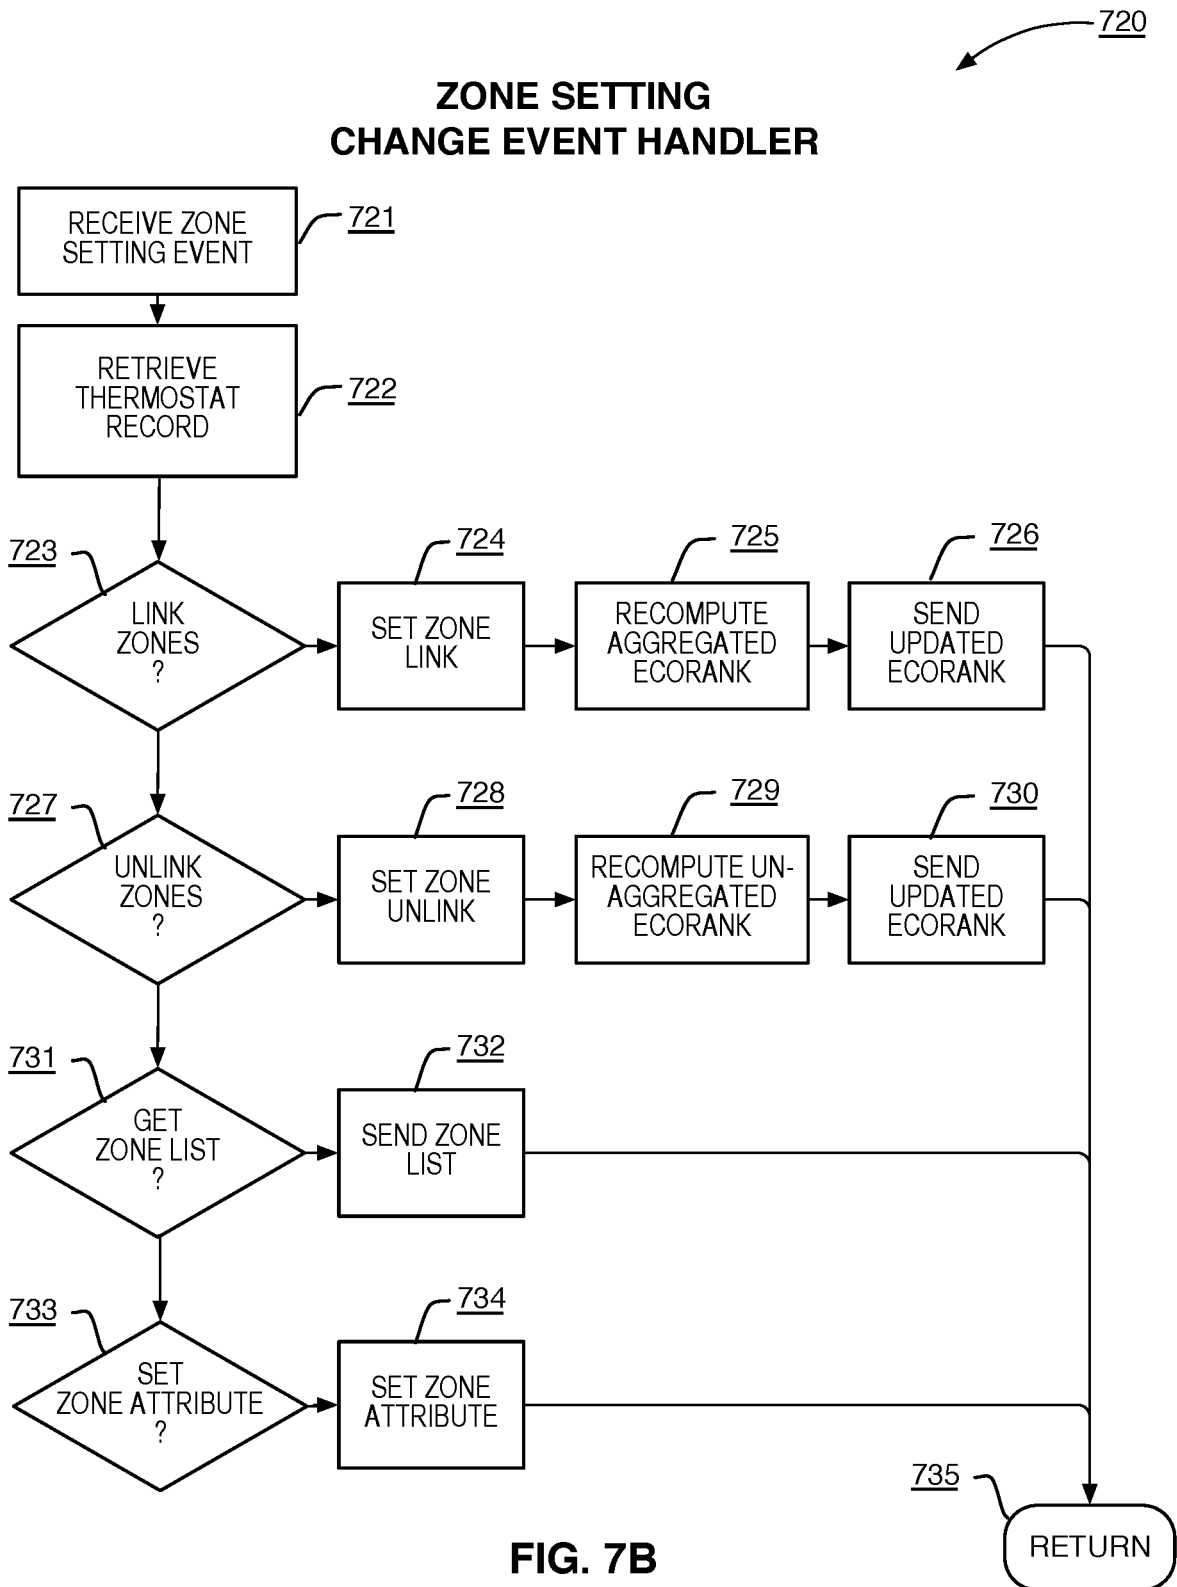 720
ZONE SETTING
CHANGE EVENT HANDLER
RECEIVE ZONE
SETTING EVENT
721
RETRIEVE
THERMOSTAT
RECORD
722
723
LINK
ZONES
?
724
SET ZONE
LINK
725
RECOMPUTE
AGGREGATED
ECORANK
726
SEND
UPDATED
ECORANK
727
UNLINK
ZONES
?
728
SET ZONE
UNLINK
729
RECOMPUTE UN-
AGGREGATED
ECORANK
730
SEND
UPDATED
ECORANK
731
GET
ZONE LIST
?
732
SEND ZONE
LIST
733
SET
ZONE ATTRIBUTE
?
734
SET ZONE
ATTRIBUTE
735
RETURN
FIG. 7B